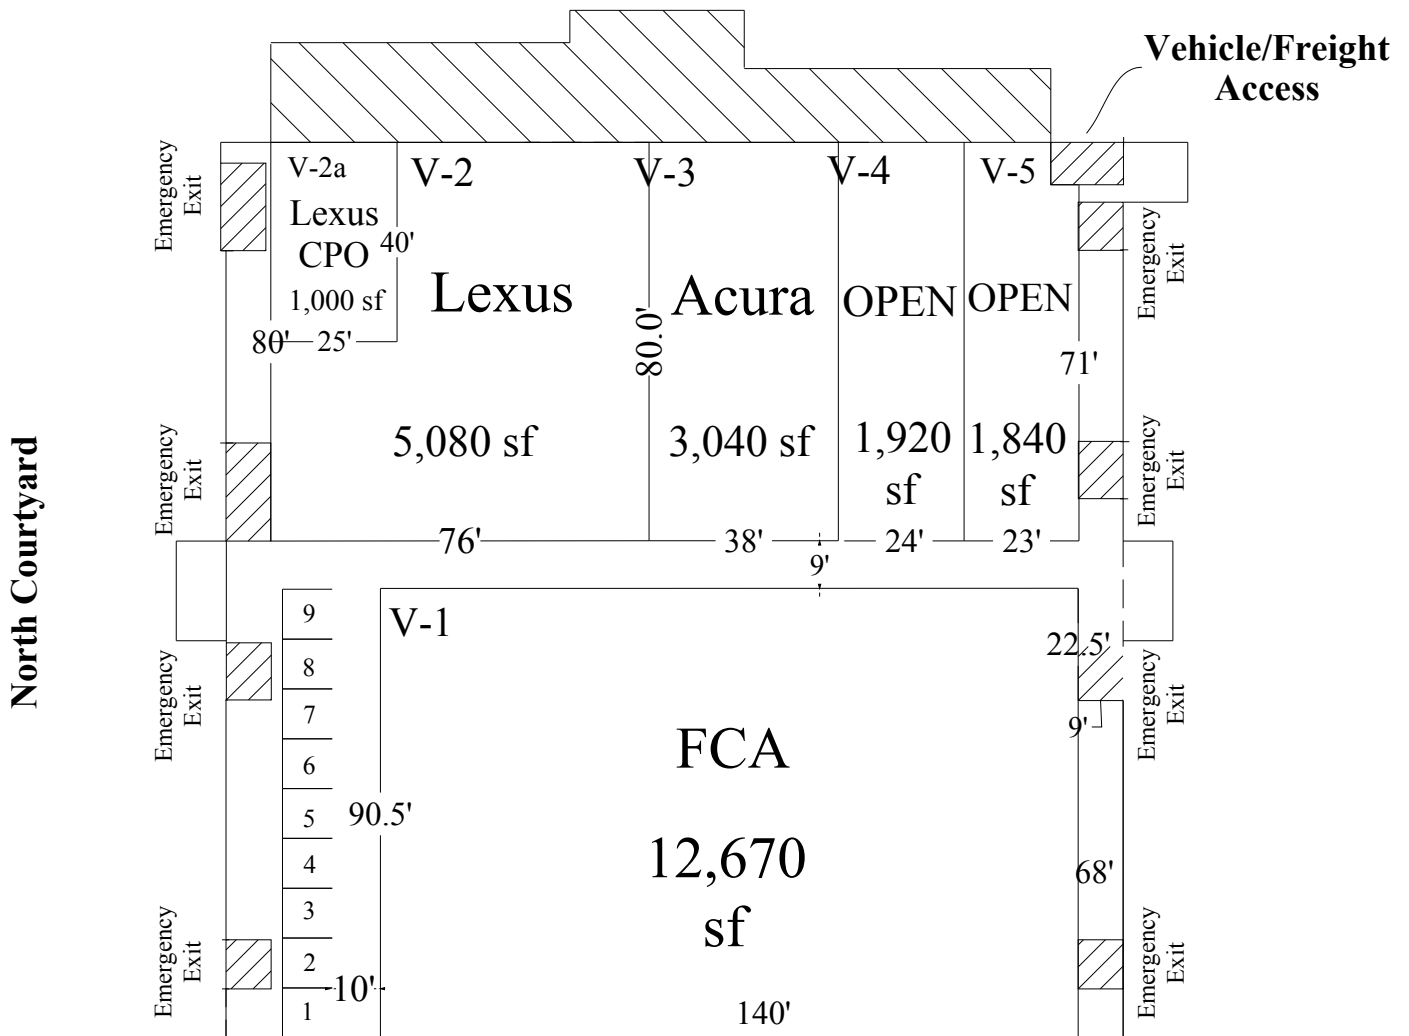 Vehicle/Freight
Access
Emergency
Exit
V-2a
V-2
V-3
V-4
V-5
Lexus
CPO
40'
1,000 sf
Lexus
Acura
OPEN
OPEN
Emergency
Exit
80'
25'
80.0'
71'
North Courtyard
Emergency
Exit
5,080 sf
3,040 sf
1,920
sf
1,840
sf
Emergency
Exit
76'
38'
24'
23'
9'
9
V-1
22.5'
Emergency
Exit
8
7
FCA
9'
Emergency
Exit
6
5
90.5'
4
12,670
sf
68'
3
Emergency
Exit
2
10'
1
140'
Emergency
Exit